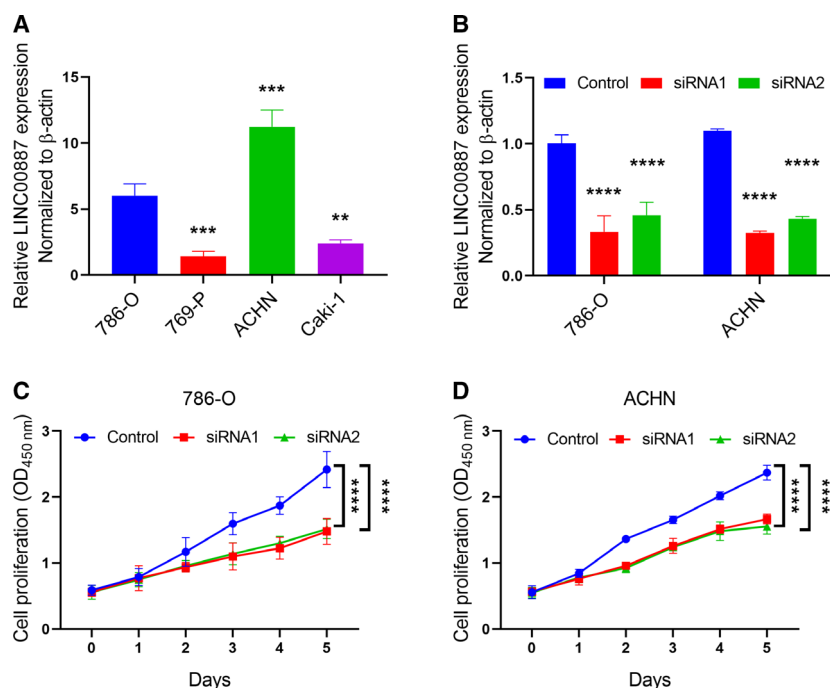 A
Relative LINC00887 expression
Normalized to β-actin
15
10
5
0
***
***
**
786-O
769-P
ACHN
Caki-1
B
Relative LINC00887 expression
Normalized to β-actin
1.5
1.0
0.5
0.0
Control siRNA1 siRNA2
****
****
****
****
786-O
ACHN
C
786-O
Cell proliferation (OD450 nm)
3
2
1
0
Control siRNA1 siRNA2
****
****
0 1 2 3 4 5
Days
D
ACHN
Cell proliferation (OD450 nm)
3
2
1
0
Control siRNA1 siRNA2
****
****
0 1 2 3 4 5
Days